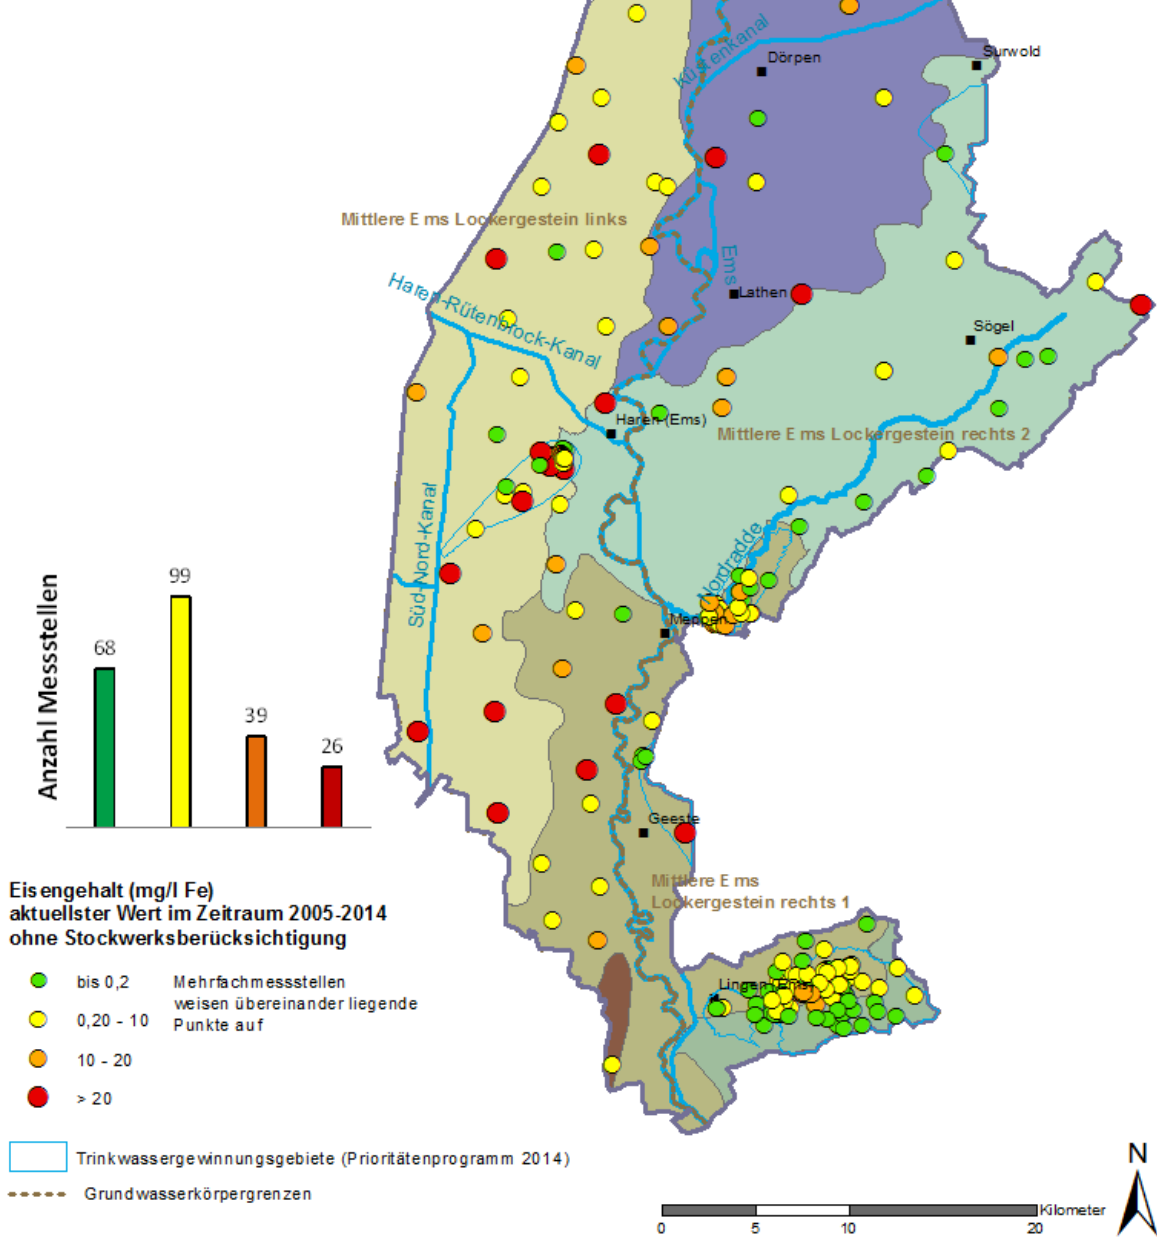 Küstenkanal
Dörpen
Surwold
Mittlere Ems Lockergestein links
Ems
Lathen
Haren-Rütenbrock-Kanal
Sögel
Haren (Ems)
Mittlere Ems Lockergestein rechts 2
Süd-Nord-Kanal
Nordradde
Meppen
Geeste
Mittlere Ems
Lockergestein rechts 1
Lingen (Ems)
Anzahl Messstellen
68
99
39
26
Eisengehalt (mg/l Fe)
aktuellster Wert im Zeitraum 2005-2014
ohne Stockwerksberücksichtigung
bis 0,2
0,20 - 10
10 - 20
> 20
Mehrfachmessstellen
weisen übereinander liegende
Punkte auf
Trinkwassergewinnungsgebiete (Prioritätenprogramm 2014)
Grundwasserkörpergrenzen
N
Kilometer
0 5 10 20